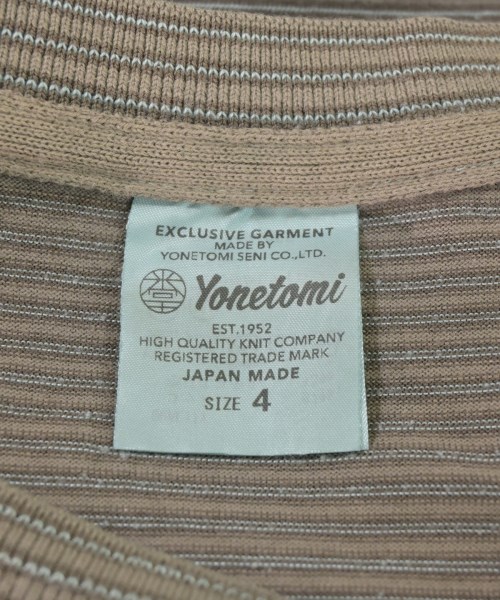 EXCLUSIVE GARMENT
MADE BY
YONETOMI SENI CO.,LTD.
Yonetomi
EST.1952
HIGH QUALITY KNIT COMPANY
REGISTERED TRADE MARK
JAPAN MADE
SIZE 4